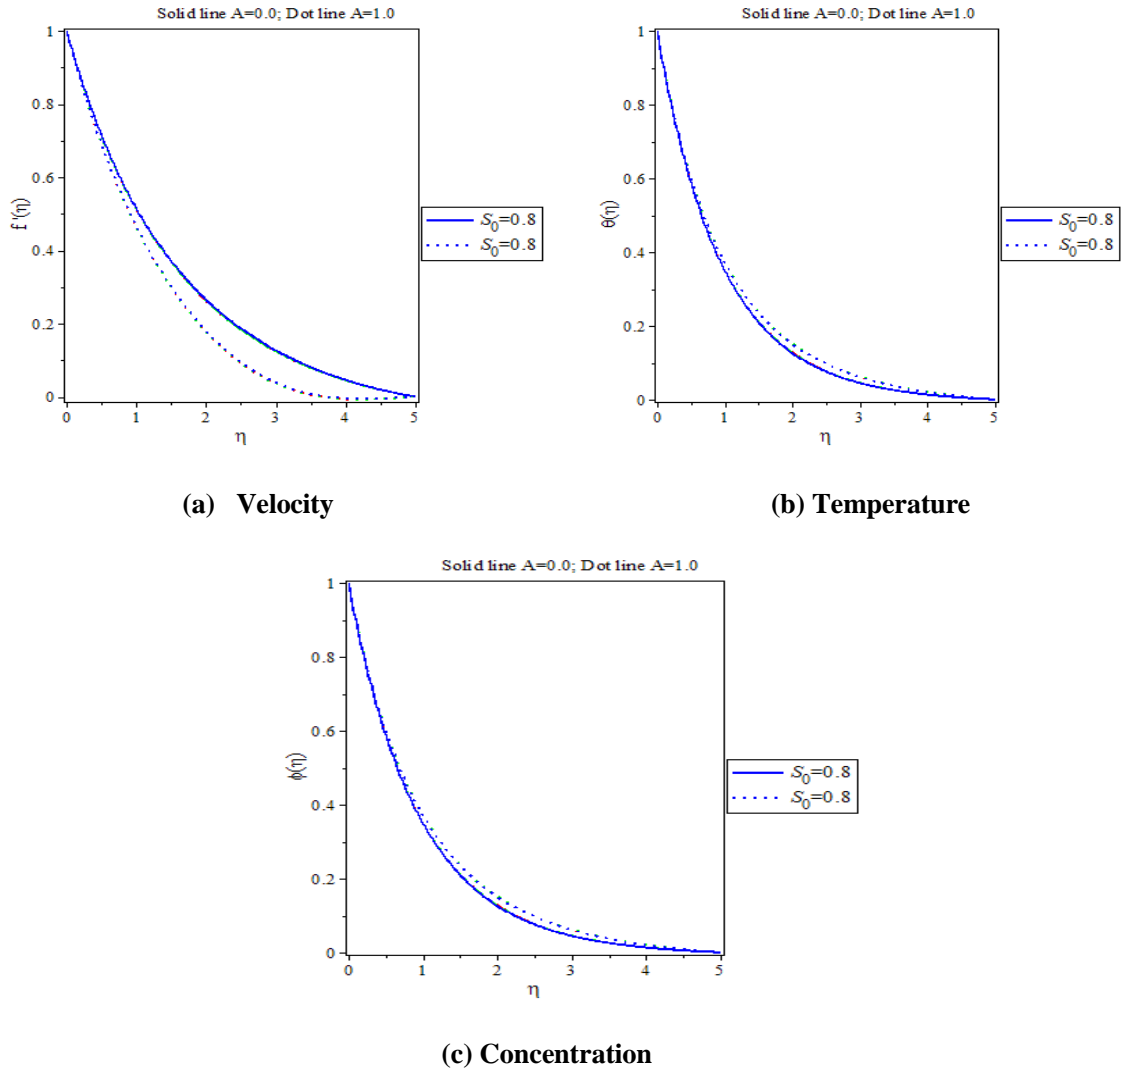 Solid line A=0.0; Dot line A=1.0
1
0.8
0.6
f '(η)
0.4
0.2
0
0 1 2 3 4 5
η
S0=0.8
S0=0.8
(a) Velocity
Solid line A=0.0; Dot line A=1.0
1
0.8
0.6
θ(η)
0.4
0.2
0
0 1 2 3 4 5
η
S0=0.8
S0=0.8
(b) Temperature
Solid line A=0.0; Dot line A=1.0
1
0.8
0.6
ϕ(η)
0.4
0.2
0
0 1 2 3 4 5
η
S0=0.8
S0=0.8
(c) Concentration